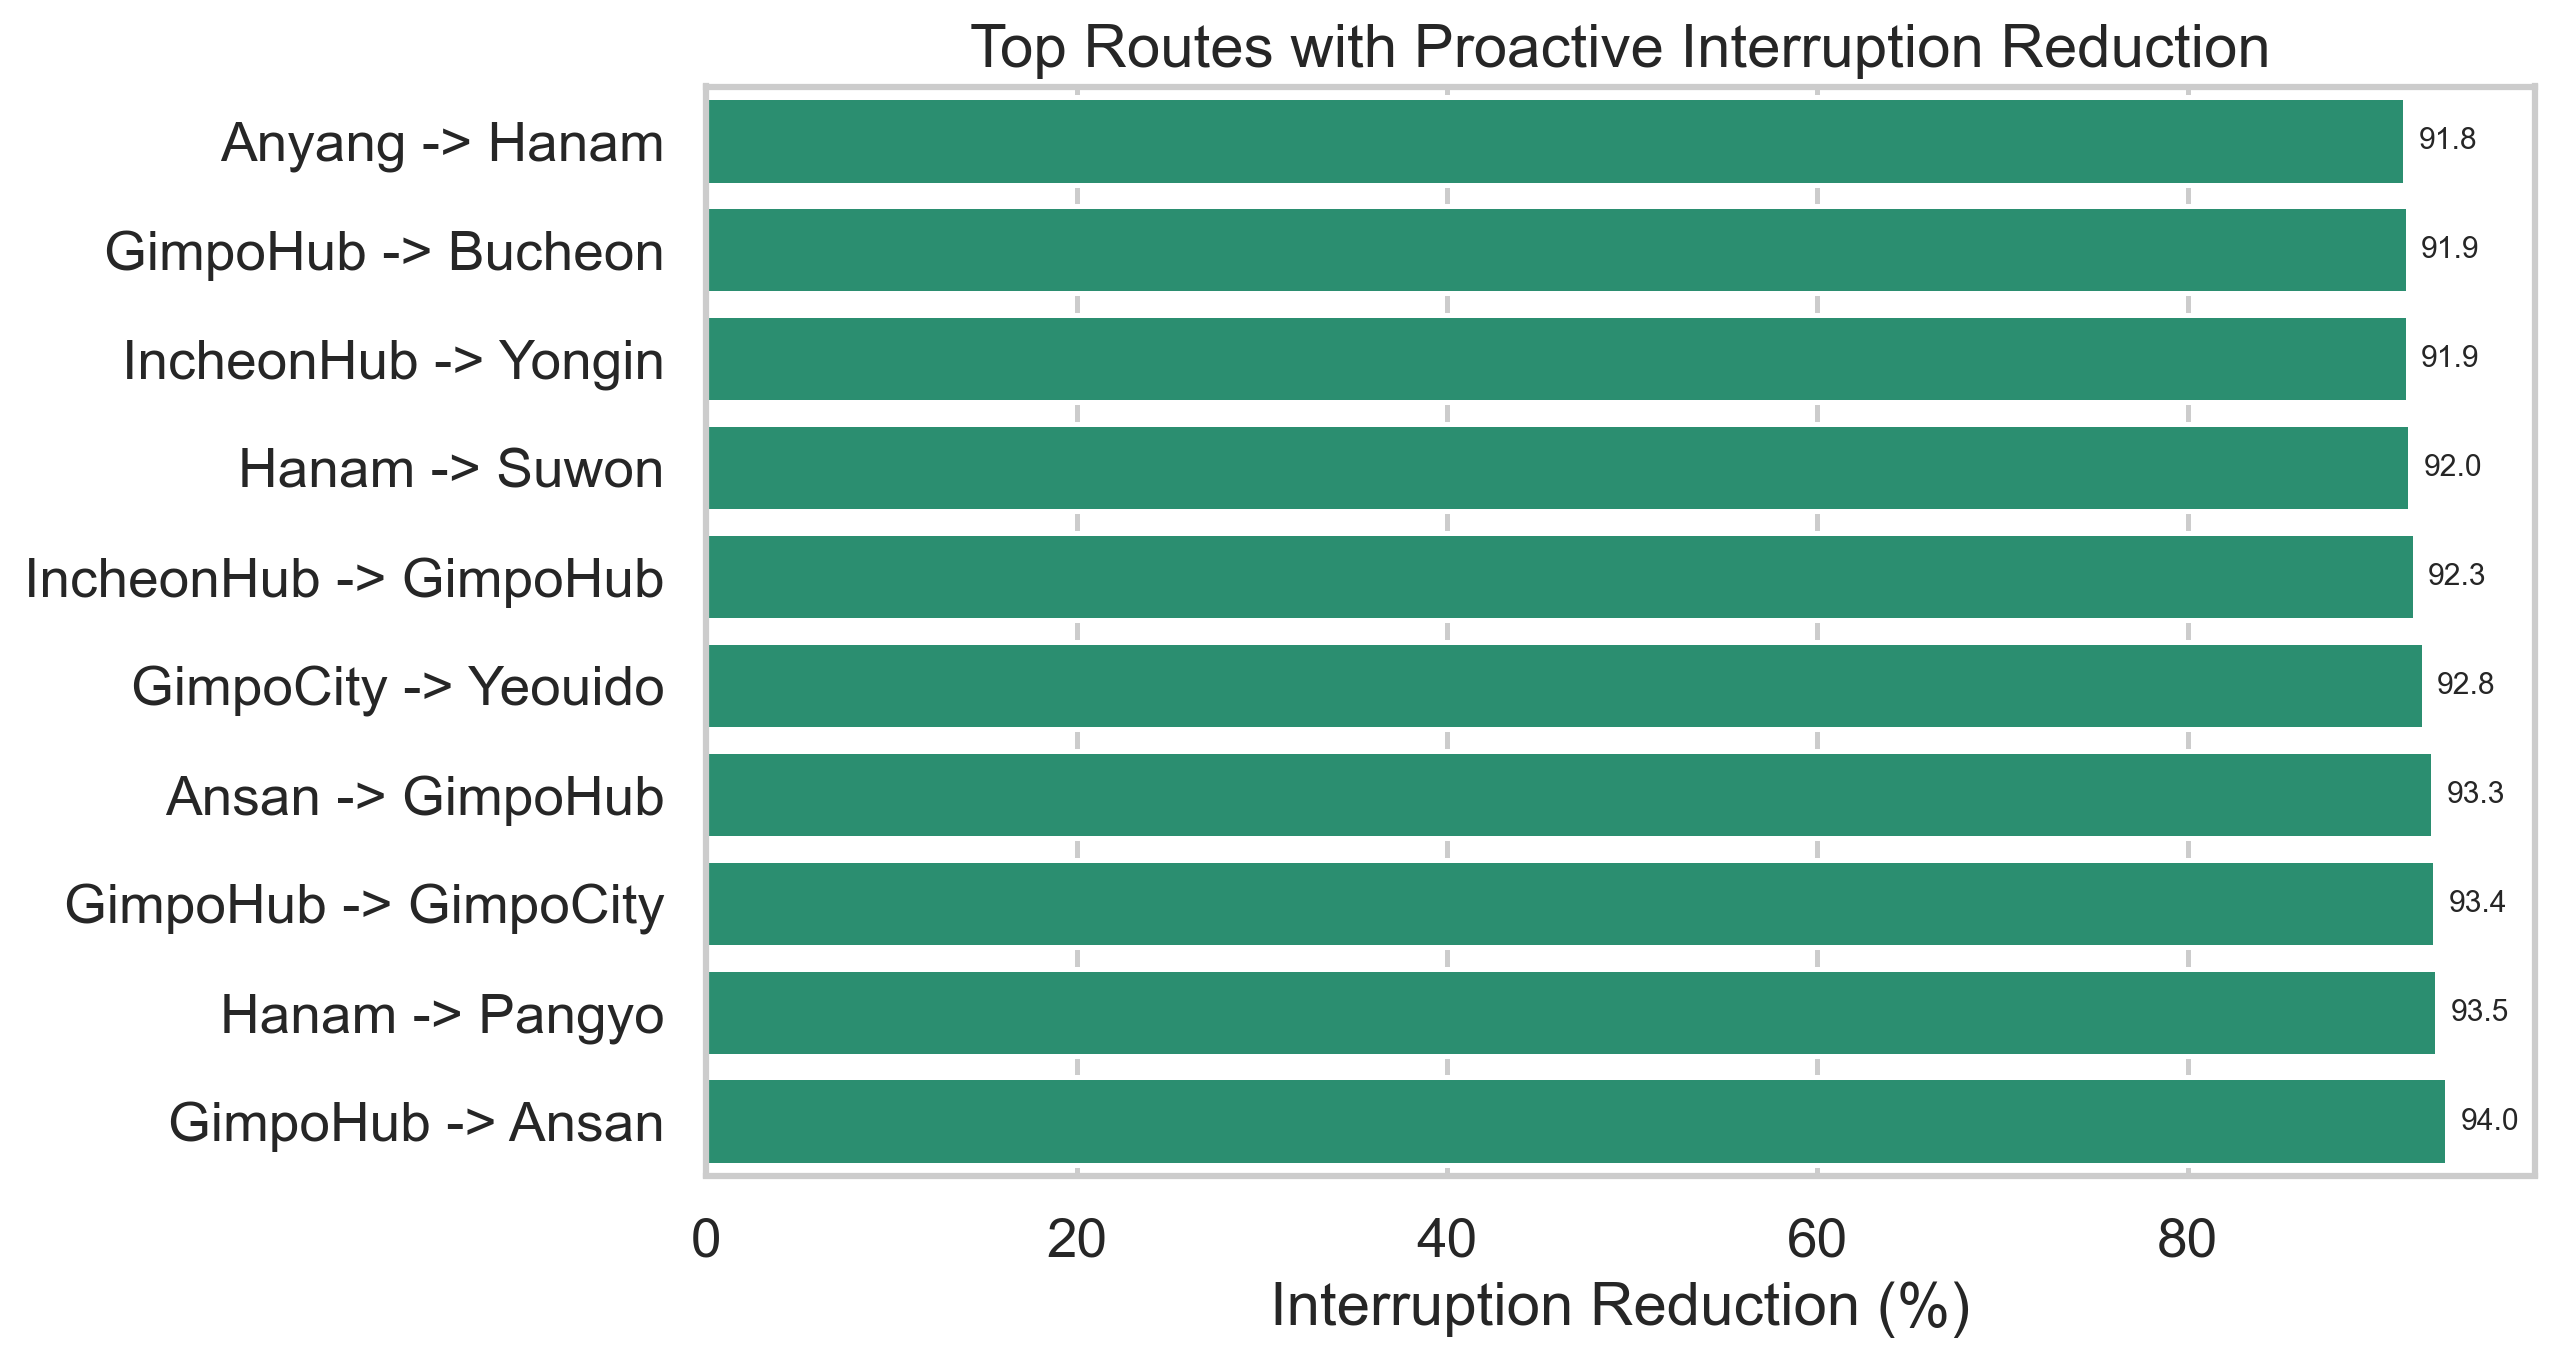 Top Routes with Proactive Interruption Reduction
Anyang -> Hanam
91.8
GimpoHub -> Bucheon
91.9
IncheonHub -> Yongin
91.9
Hanam -> Suwon
92.0
IncheonHub -> GimpoHub
92.3
GimpoCity -> Yeouido
92.8
Ansan -> GimpoHub
93.3
GimpoHub -> GimpoCity
93.4
Hanam -> Pangyo
93.5
GimpoHub -> Ansan
94.0
0 20 40 60 80
Interruption Reduction (%)